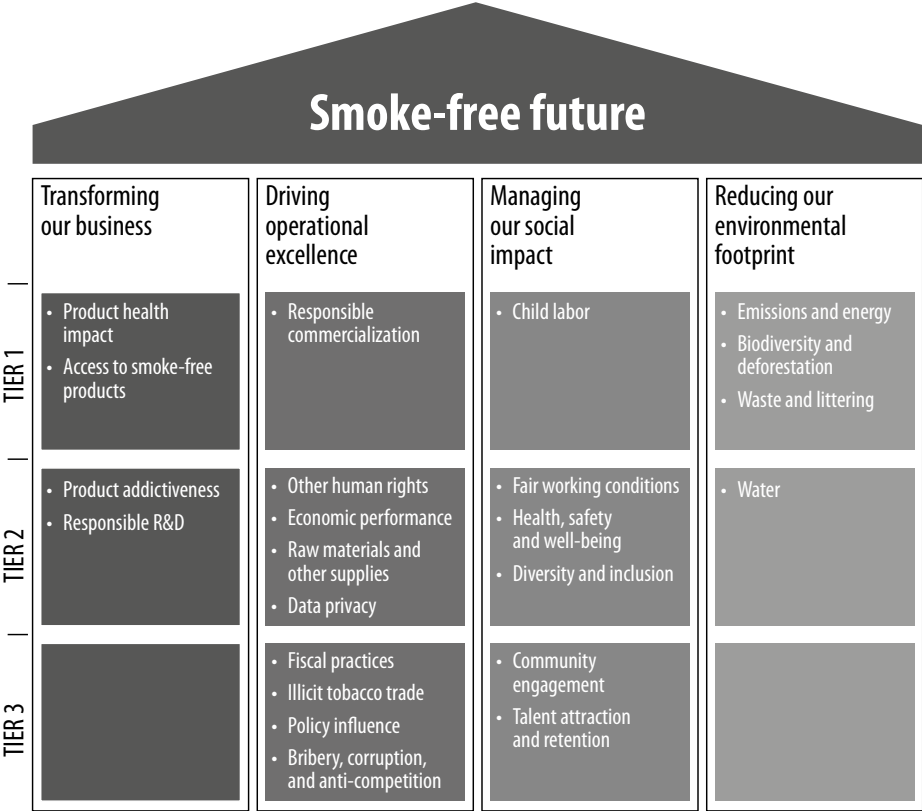 Smoke-free future
Transforming
our business
Driving
operational
excellence
Managing
our social
impact
Reducing our
environmental
footprint
TIER 1
• Product health
impact
• Access to smoke-free
products
• Responsible
commercialization
• Child labor
• Emissions and energy
• Biodiversity and
deforestation
• Waste and littering
TIER 2
• Product addictiveness
• Responsible R&D
• Other human rights
• Economic performance
• Raw materials and
other supplies
• Data privacy
• Fair working conditions
• Health, safety
and well-being
• Diversity and inclusion
• Water
TIER 3
• Fiscal practices
• Illicit tobacco trade
• Policy influence
• Bribery, corruption,
and anti-competition
• Community
engagement
• Talent attraction
and retention